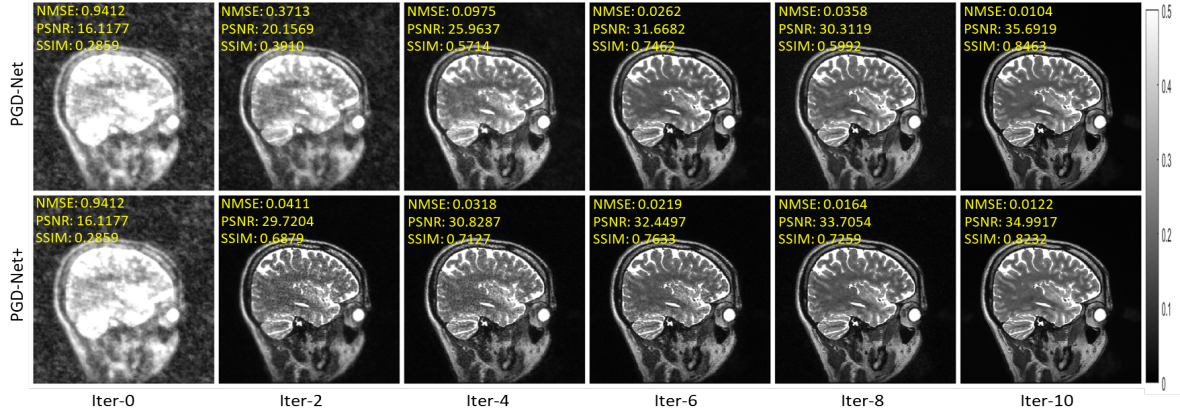 NMSE: 0.9412
PSNR: 16.1177
SSIM: 0.2859
NMSE: 0.3713
PSNR: 20.1569
SSIM: 0.3910
NMSE: 0.0975
PSNR: 25.9637
SSIM: 0.5714
NMSE: 0.0262
PSNR: 31.6682
SSIM: 0.7462
NMSE: 0.0358
PSNR: 30.3119
SSIM: 0.5992
NMSE: 0.0104
PSNR: 35.6919
SSIM: 0.8463
PGD-Net
NMSE: 0.9412
PSNR: 16.1177
SSIM: 0.2859
NMSE: 0.0411
PSNR: 29.7204
SSIM: 0.6879
NMSE: 0.0318
PSNR: 30.8287
SSIM: 0.7127
NMSE: 0.0219
PSNR: 32.4497
SSIM: 0.7633
NMSE: 0.0164
PSNR: 33.7054
SSIM: 0.7259
NMSE: 0.0122
PSNR: 34.9917
SSIM: 0.8232
PGD-Net+
Iter-0
Iter-2
Iter-4
Iter-6
Iter-8
Iter-10
0.5
0.4
0.3
0.2
0.1
0